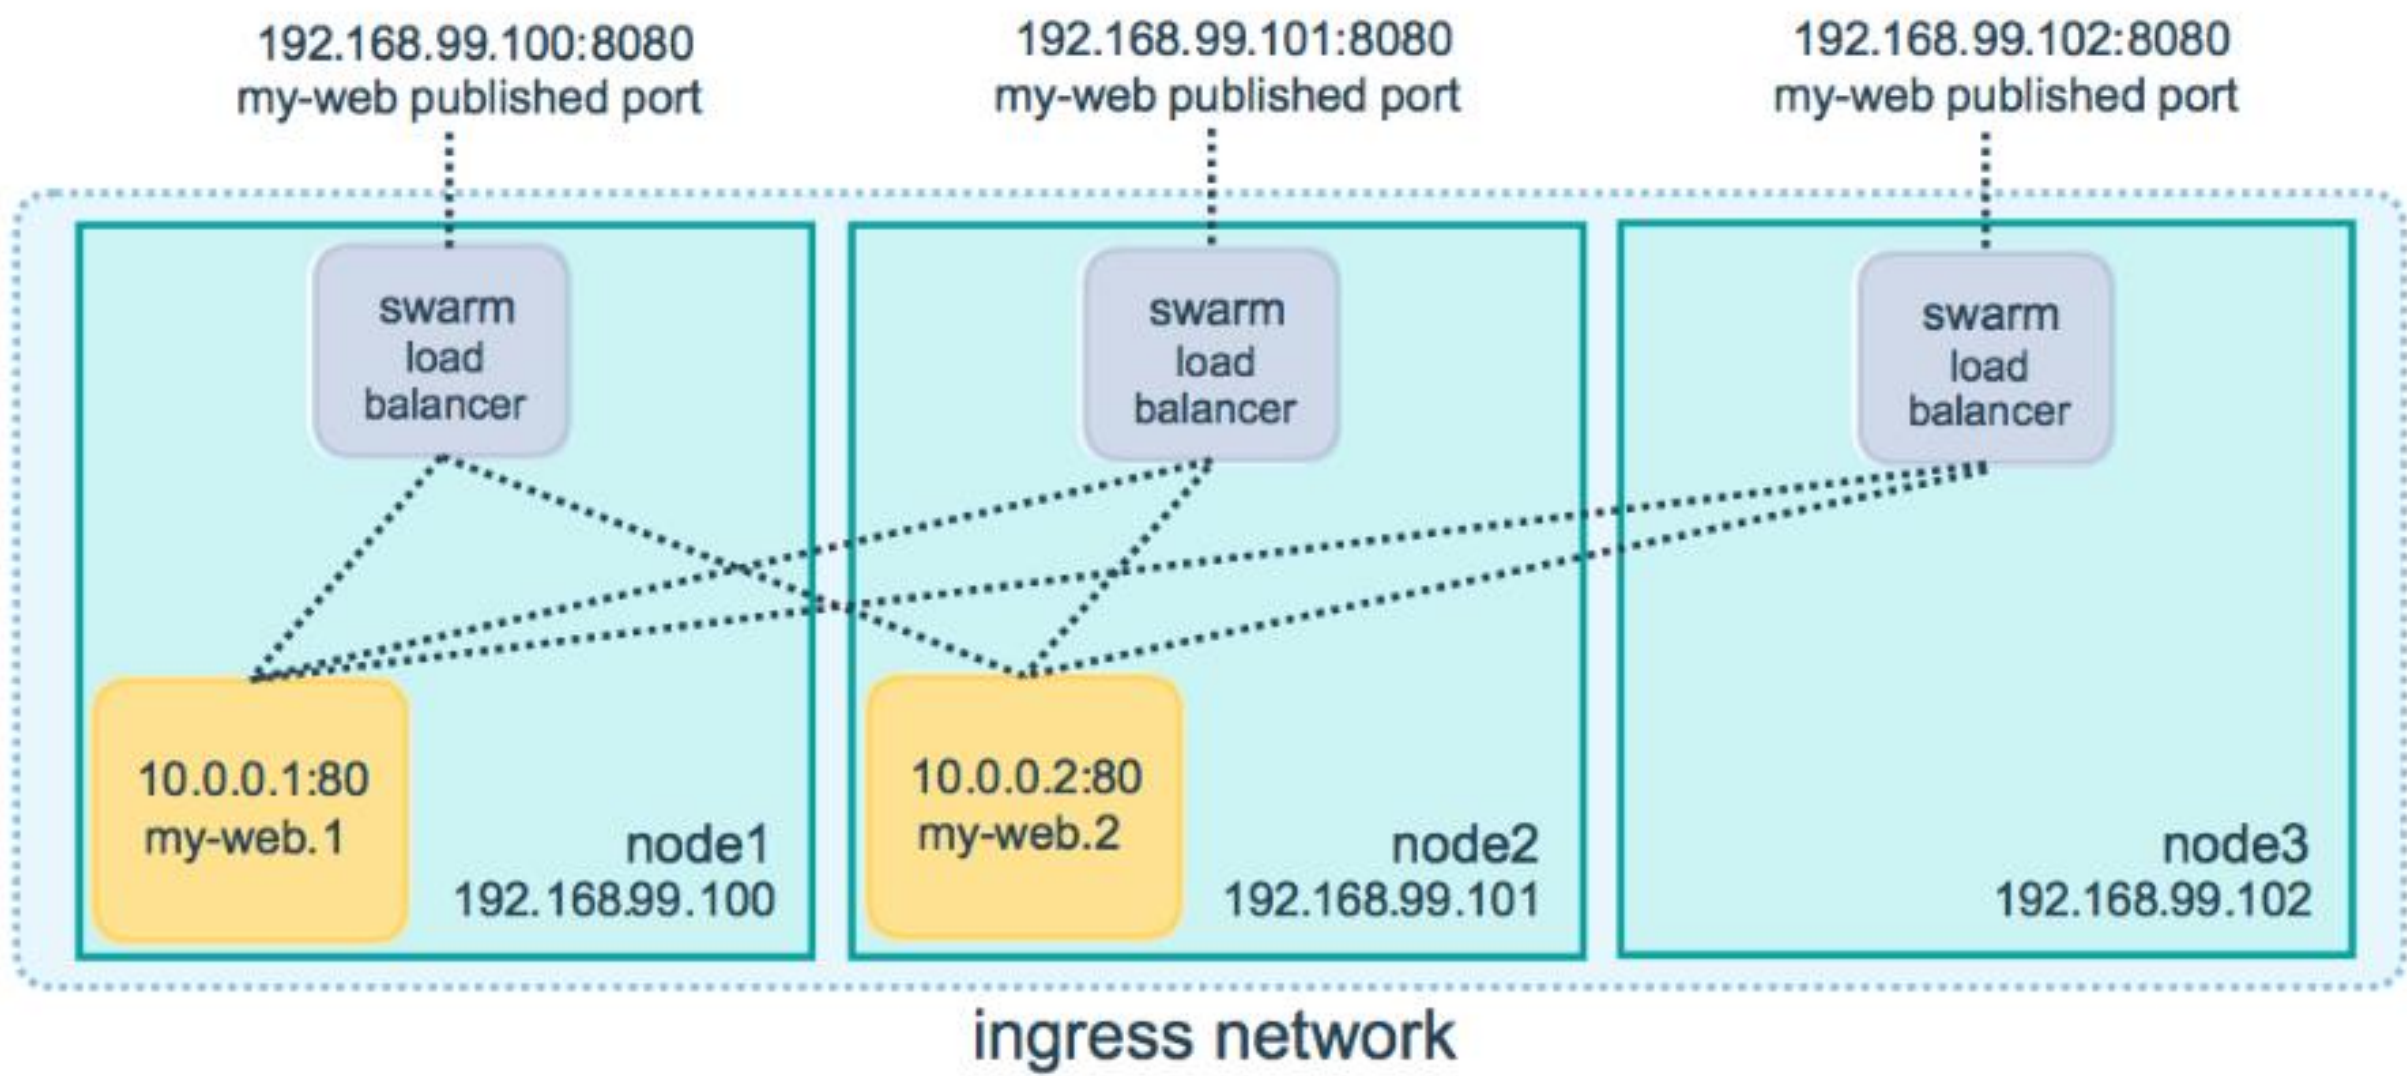 192.168.99.100:8080
my-web published port
192.168.99.101:8080
my-web published port
192.168.99.102:8080
my-web published port
swarm
load
balancer
swarm
load
balancer
swarm
load
balancer
10.0.0.1:80
my-web.1
node1
192.168.99.100
10.0.0.2:80
my-web.2
node2
192.168.99.101
node3
192.168.99.102
ingress network